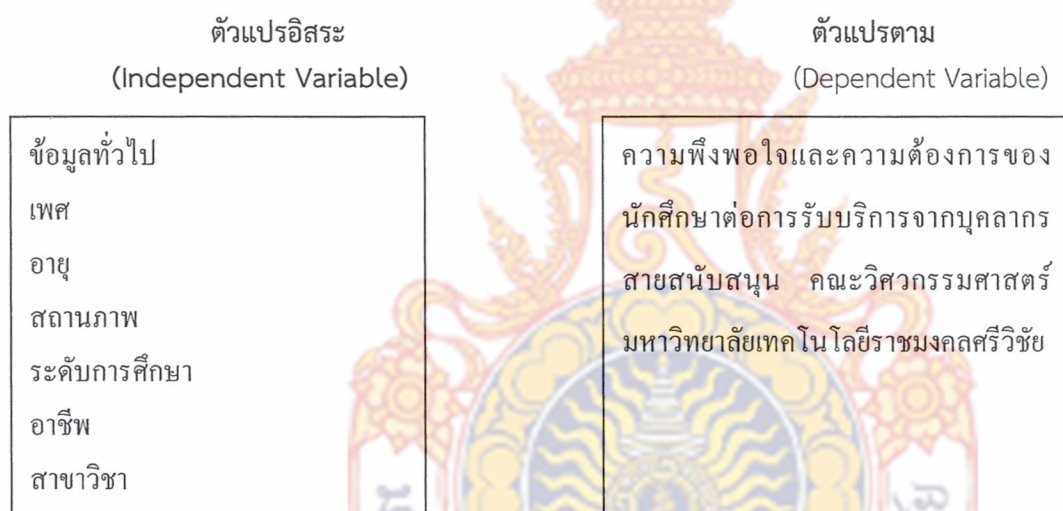 ตัวแปรอิสระ
(Independent Variable)
ข้อมูลทั่วไป
เพศ
อายุ
สถานภาพ
ระดับการศึกษา
อาชีพ
สาขาวิชา
ตัวแปรตาม
(Dependent Variable)
ความพึงพอใจและความต้องการของ
นักศึกษาต่อการรับบริการจากบุคลากร
สายสนับสนุน คณะวิศวกรรมศาสตร์
มหาวิทยาลัยเทคโนโลยีราชมงคลศรีวิชัย